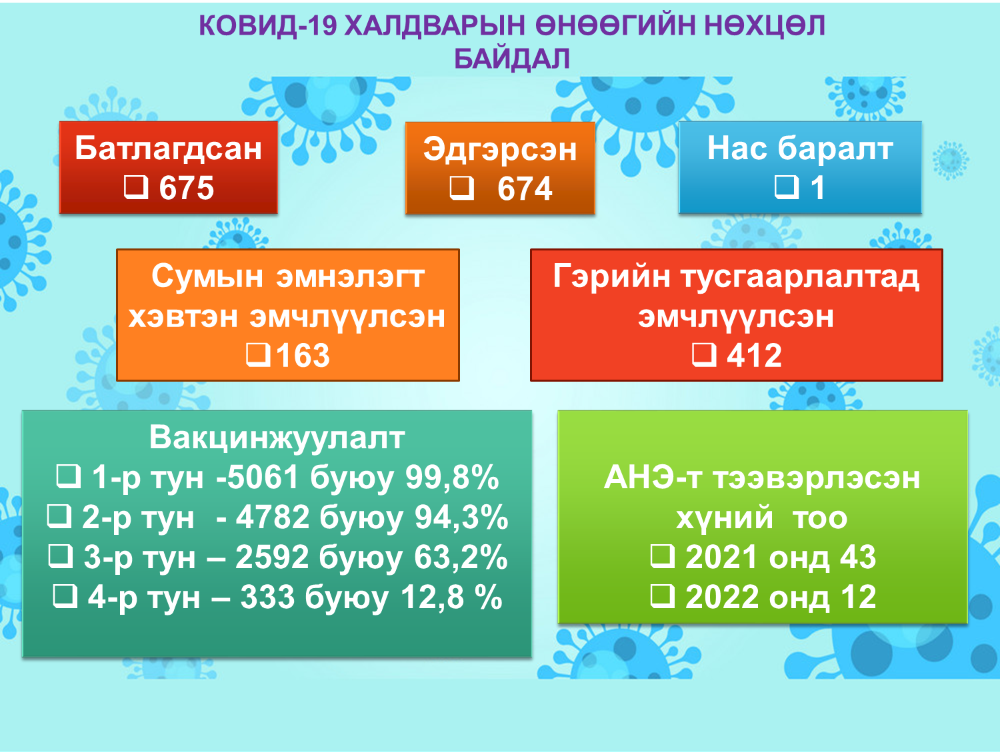 КОВИД-19 ХАЛДВАРЫН ӨНӨӨГИЙН НӨХЦӨЛ
БАЙДАЛ
Батлагдсан
❑ 675
Эдгэрсэн
❑ 674
Нас баралт
❑ 1
Сумын эмнэлэгт
хэвтэн эмчлүүлсэн
❑163
Гэрийн тусгаарлалтад
эмчлүүлсэн
❑ 412
Вакцинжуулалт
❑ 1-р тун -5061 буюу 99,8%
❑ 2-р тун - 4782 буюу 94,3%
❑ 3-р тун – 2592 буюу 63,2%
❑ 4-р тун – 333 буюу 12,8 %
АНЭ-т тээвэрлэсэн
хүний тоо
❑ 2021 онд 43
❑ 2022 онд 12